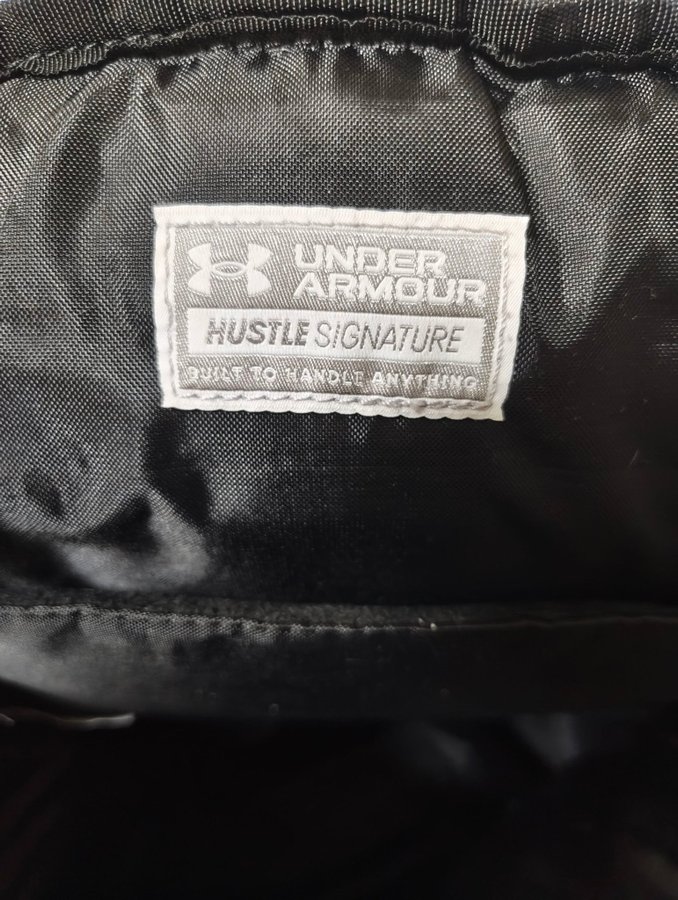 UNDER
ARMOUR
HUSTLE SIGNATURE
BUILT TO HANDLE ANYTHING